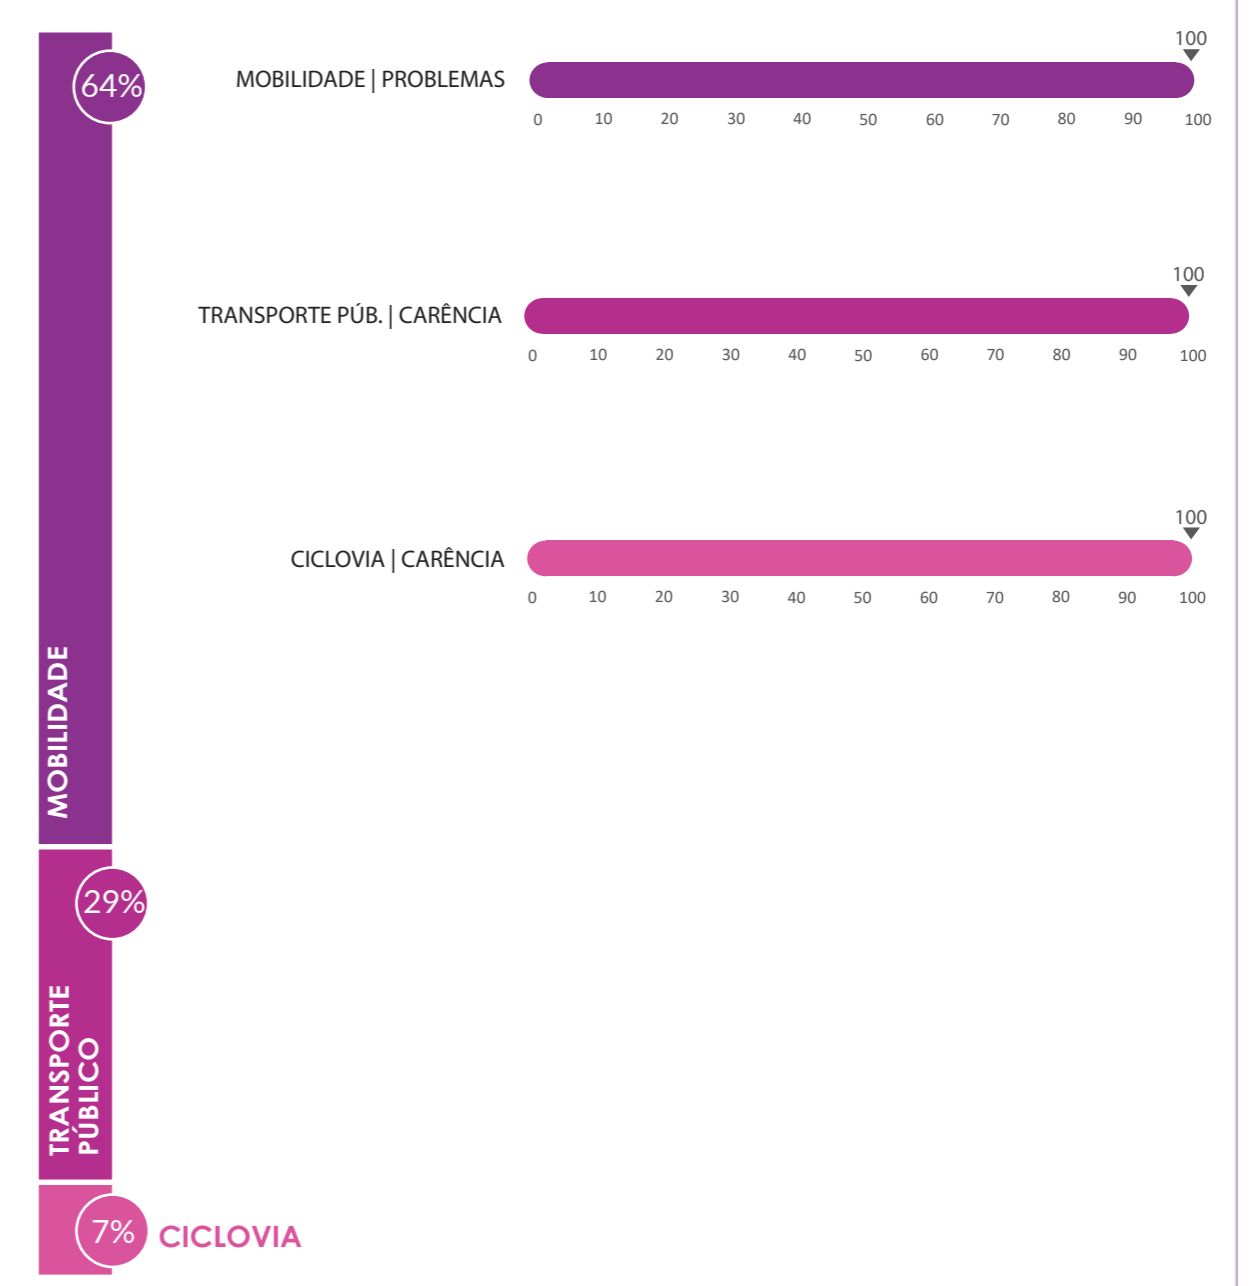 64%
MOBILIDADE | PROBLEMAS
100
0 10 20 30 40 50 60 70 80 90 100
TRANSPORTE PÚB. | CARÊNCIA
100
0 10 20 30 40 50 60 70 80 90 100
CICLOVIA | CARÊNCIA
100
0 10 20 30 40 50 60 70 80 90 100
MOBILIDADE
29%
TRANSPORTE
PÚBLICO
7%
CICLOVIA